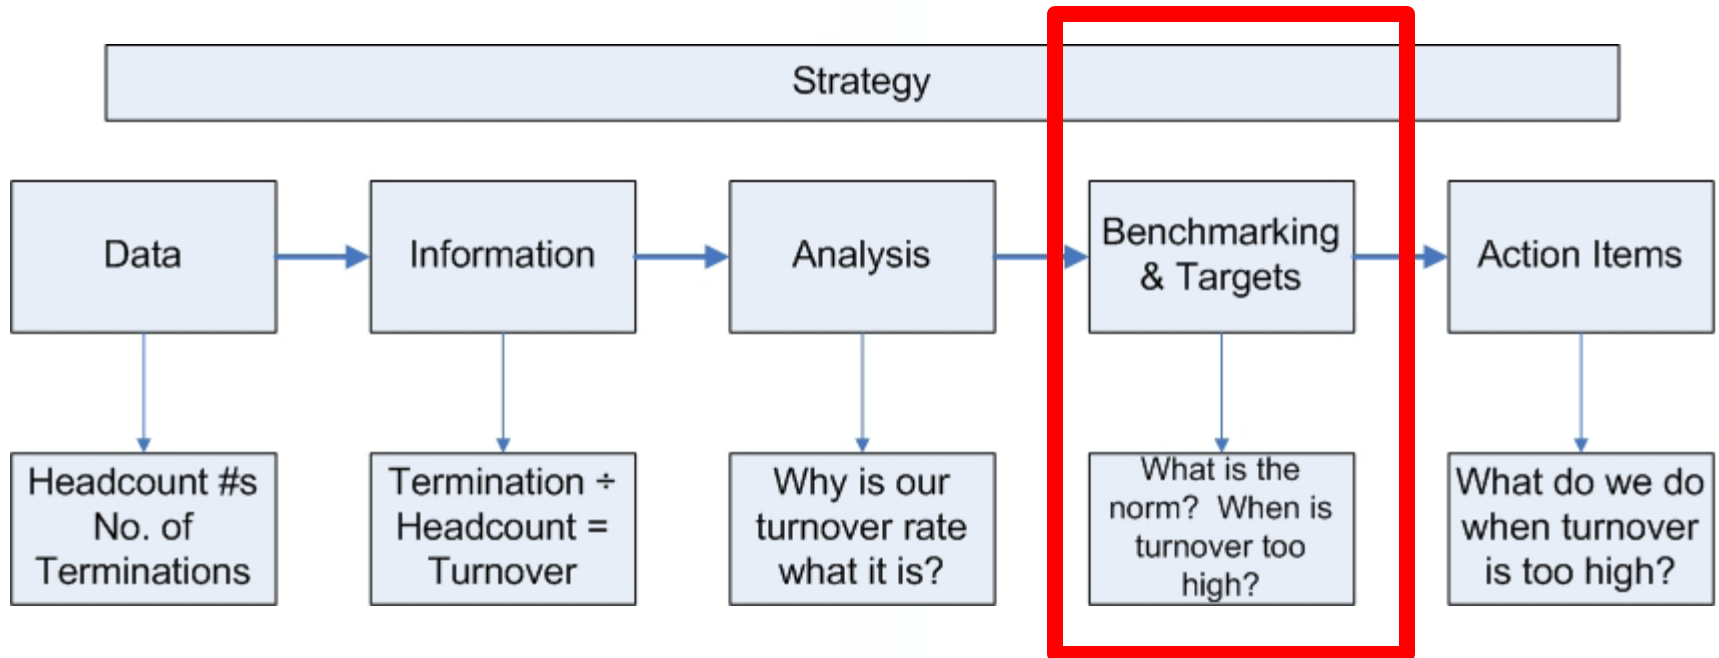 Strategy
Data
Information
Analysis
Benchmarking
& Targets
Action Items
Headcount #s
No. of
Terminations
Termination ÷
Headcount =
Turnover
Why is our
turnover rate
what it is?
What is the
norm?  When is
turnover too
high?
What do we do
when turnover
is too high?